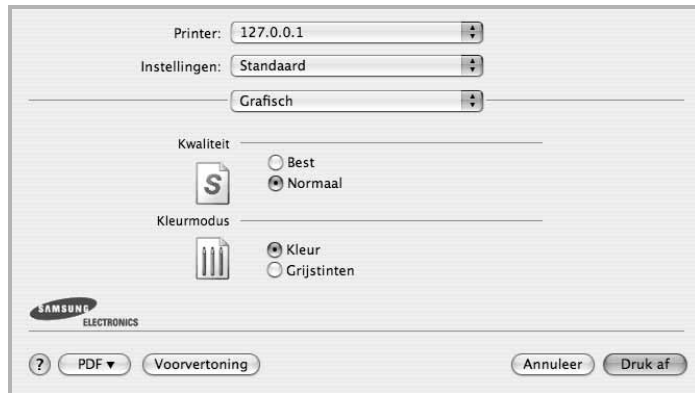 Printer: 127.0.0.1
Instellingen: Standaard
Grafisch
Kwaliteit
Best
S
Normaal
Kleurmodus
Kleur
Grijstinten
SAMSUNG
ELECTRONICS
? PDF Voorvertoning Annuleer Druk af